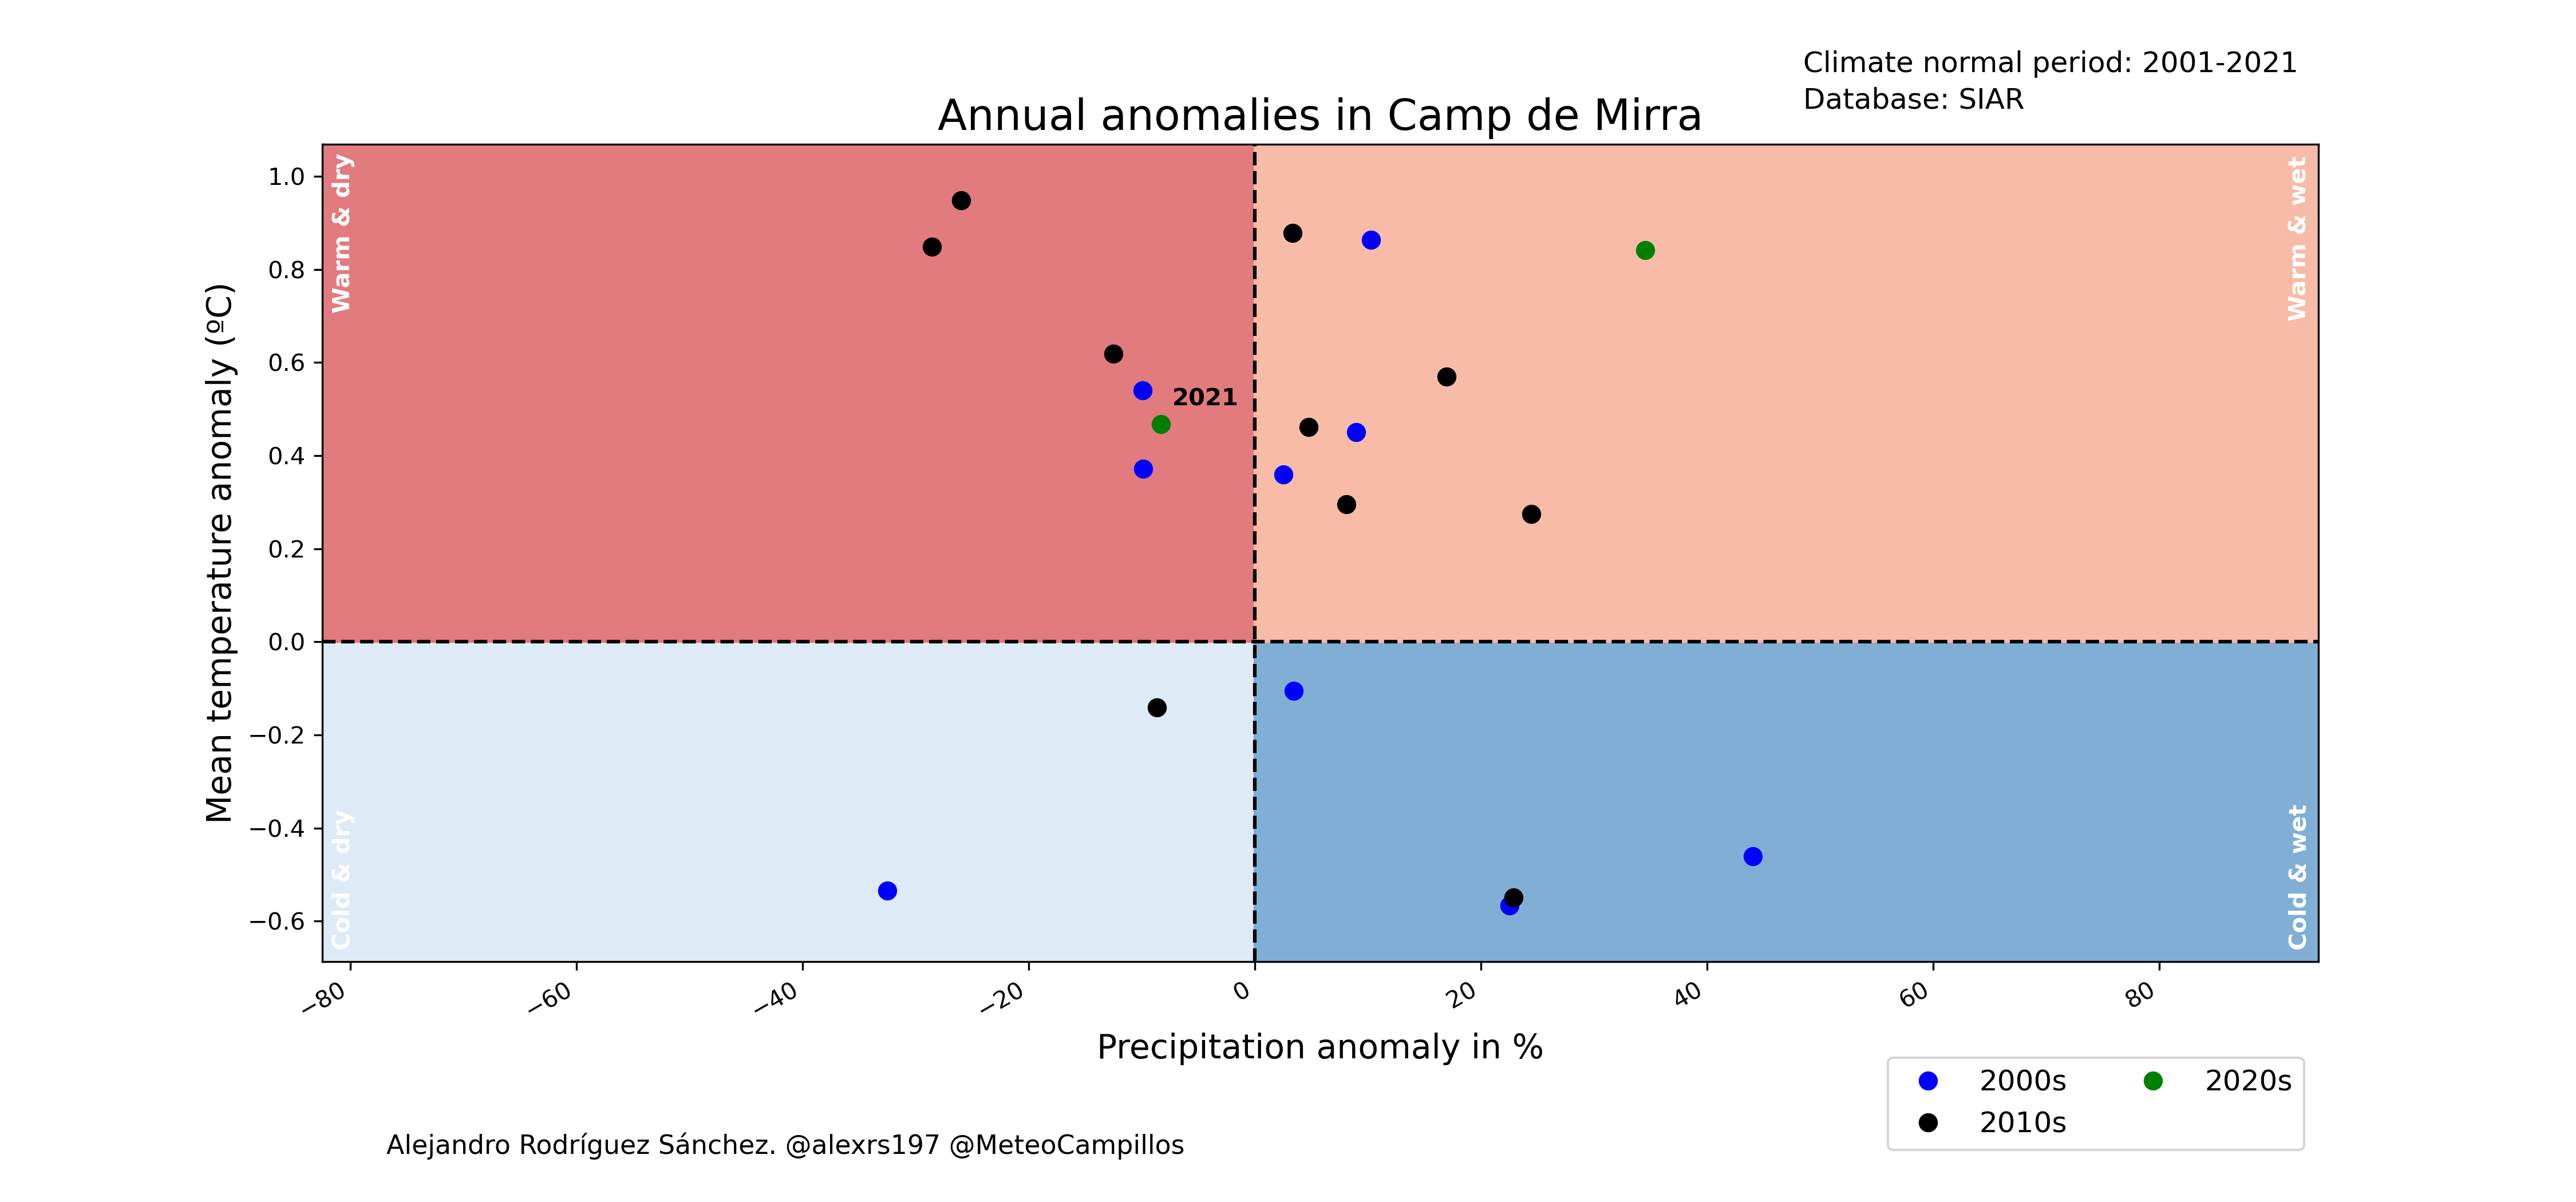 Climate normal period: 2001-2021
Database: SIAR
Annual anomalies in Camp de Mirra
Mean temperature anomaly (ºC)
1.0
0.8
0.6
0.4
0.2
0.0
−0.2
−0.4
−0.6
Warm & dry
Warm & wet
2021
Cold & dry
Cold & wet
−80
−60
−40
−20
0
20
40
60
80
Precipitation anomaly in %
2000s
2010s
2020s
Alejandro Rodríguez Sánchez. @alexrs197 @MeteoCampillos